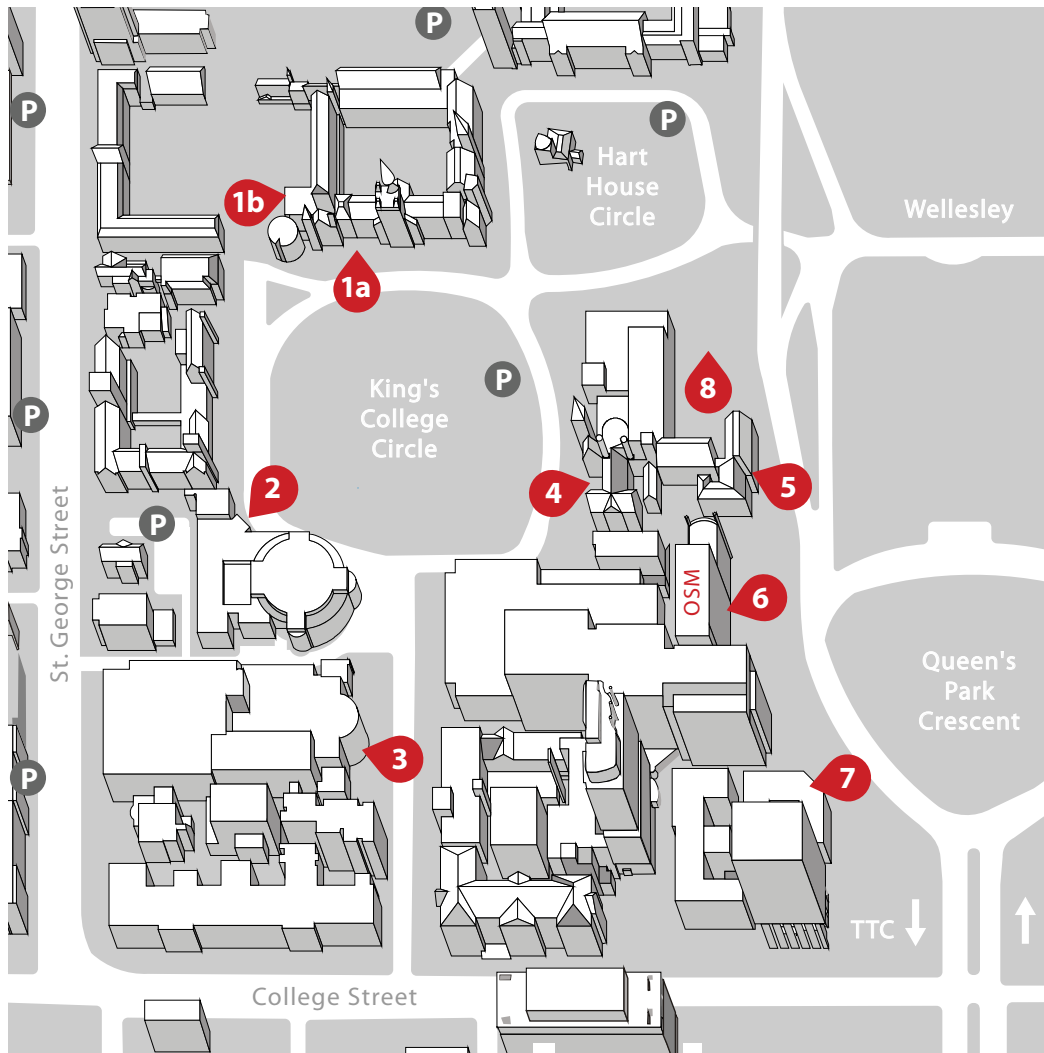 P
P
P
Hart
House
Circle
1b
Wellesley
1a
King's
College
Circle
P
8
P
2
4
5
P
St. George Street
OSM
6
Queen's
Park
Crescent
3
P
7
TTC
College Street